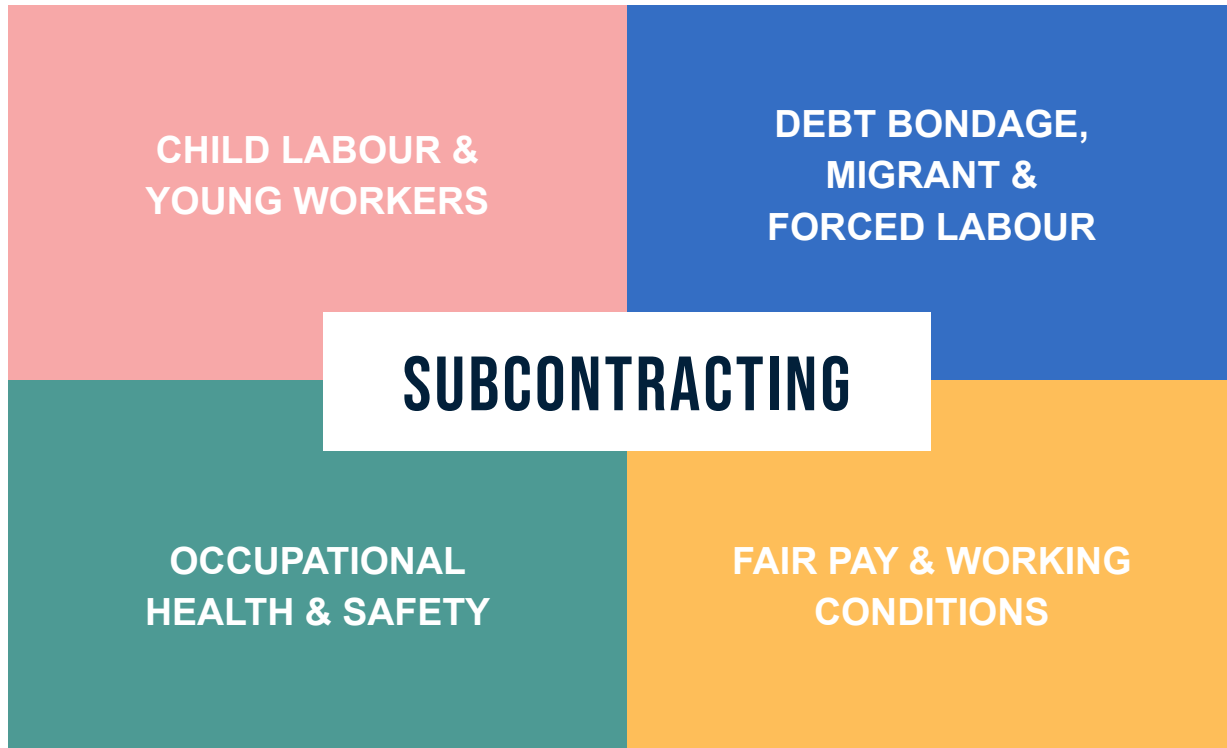 CHILD LABOUR &
YOUNG WORKERS
DEBT BONDAGE,
MIGRANT &
FORCED LABOUR
SUBCONTRACTING
OCCUPATIONAL
HEALTH & SAFETY
FAIR PAY & WORKING
CONDITIONS